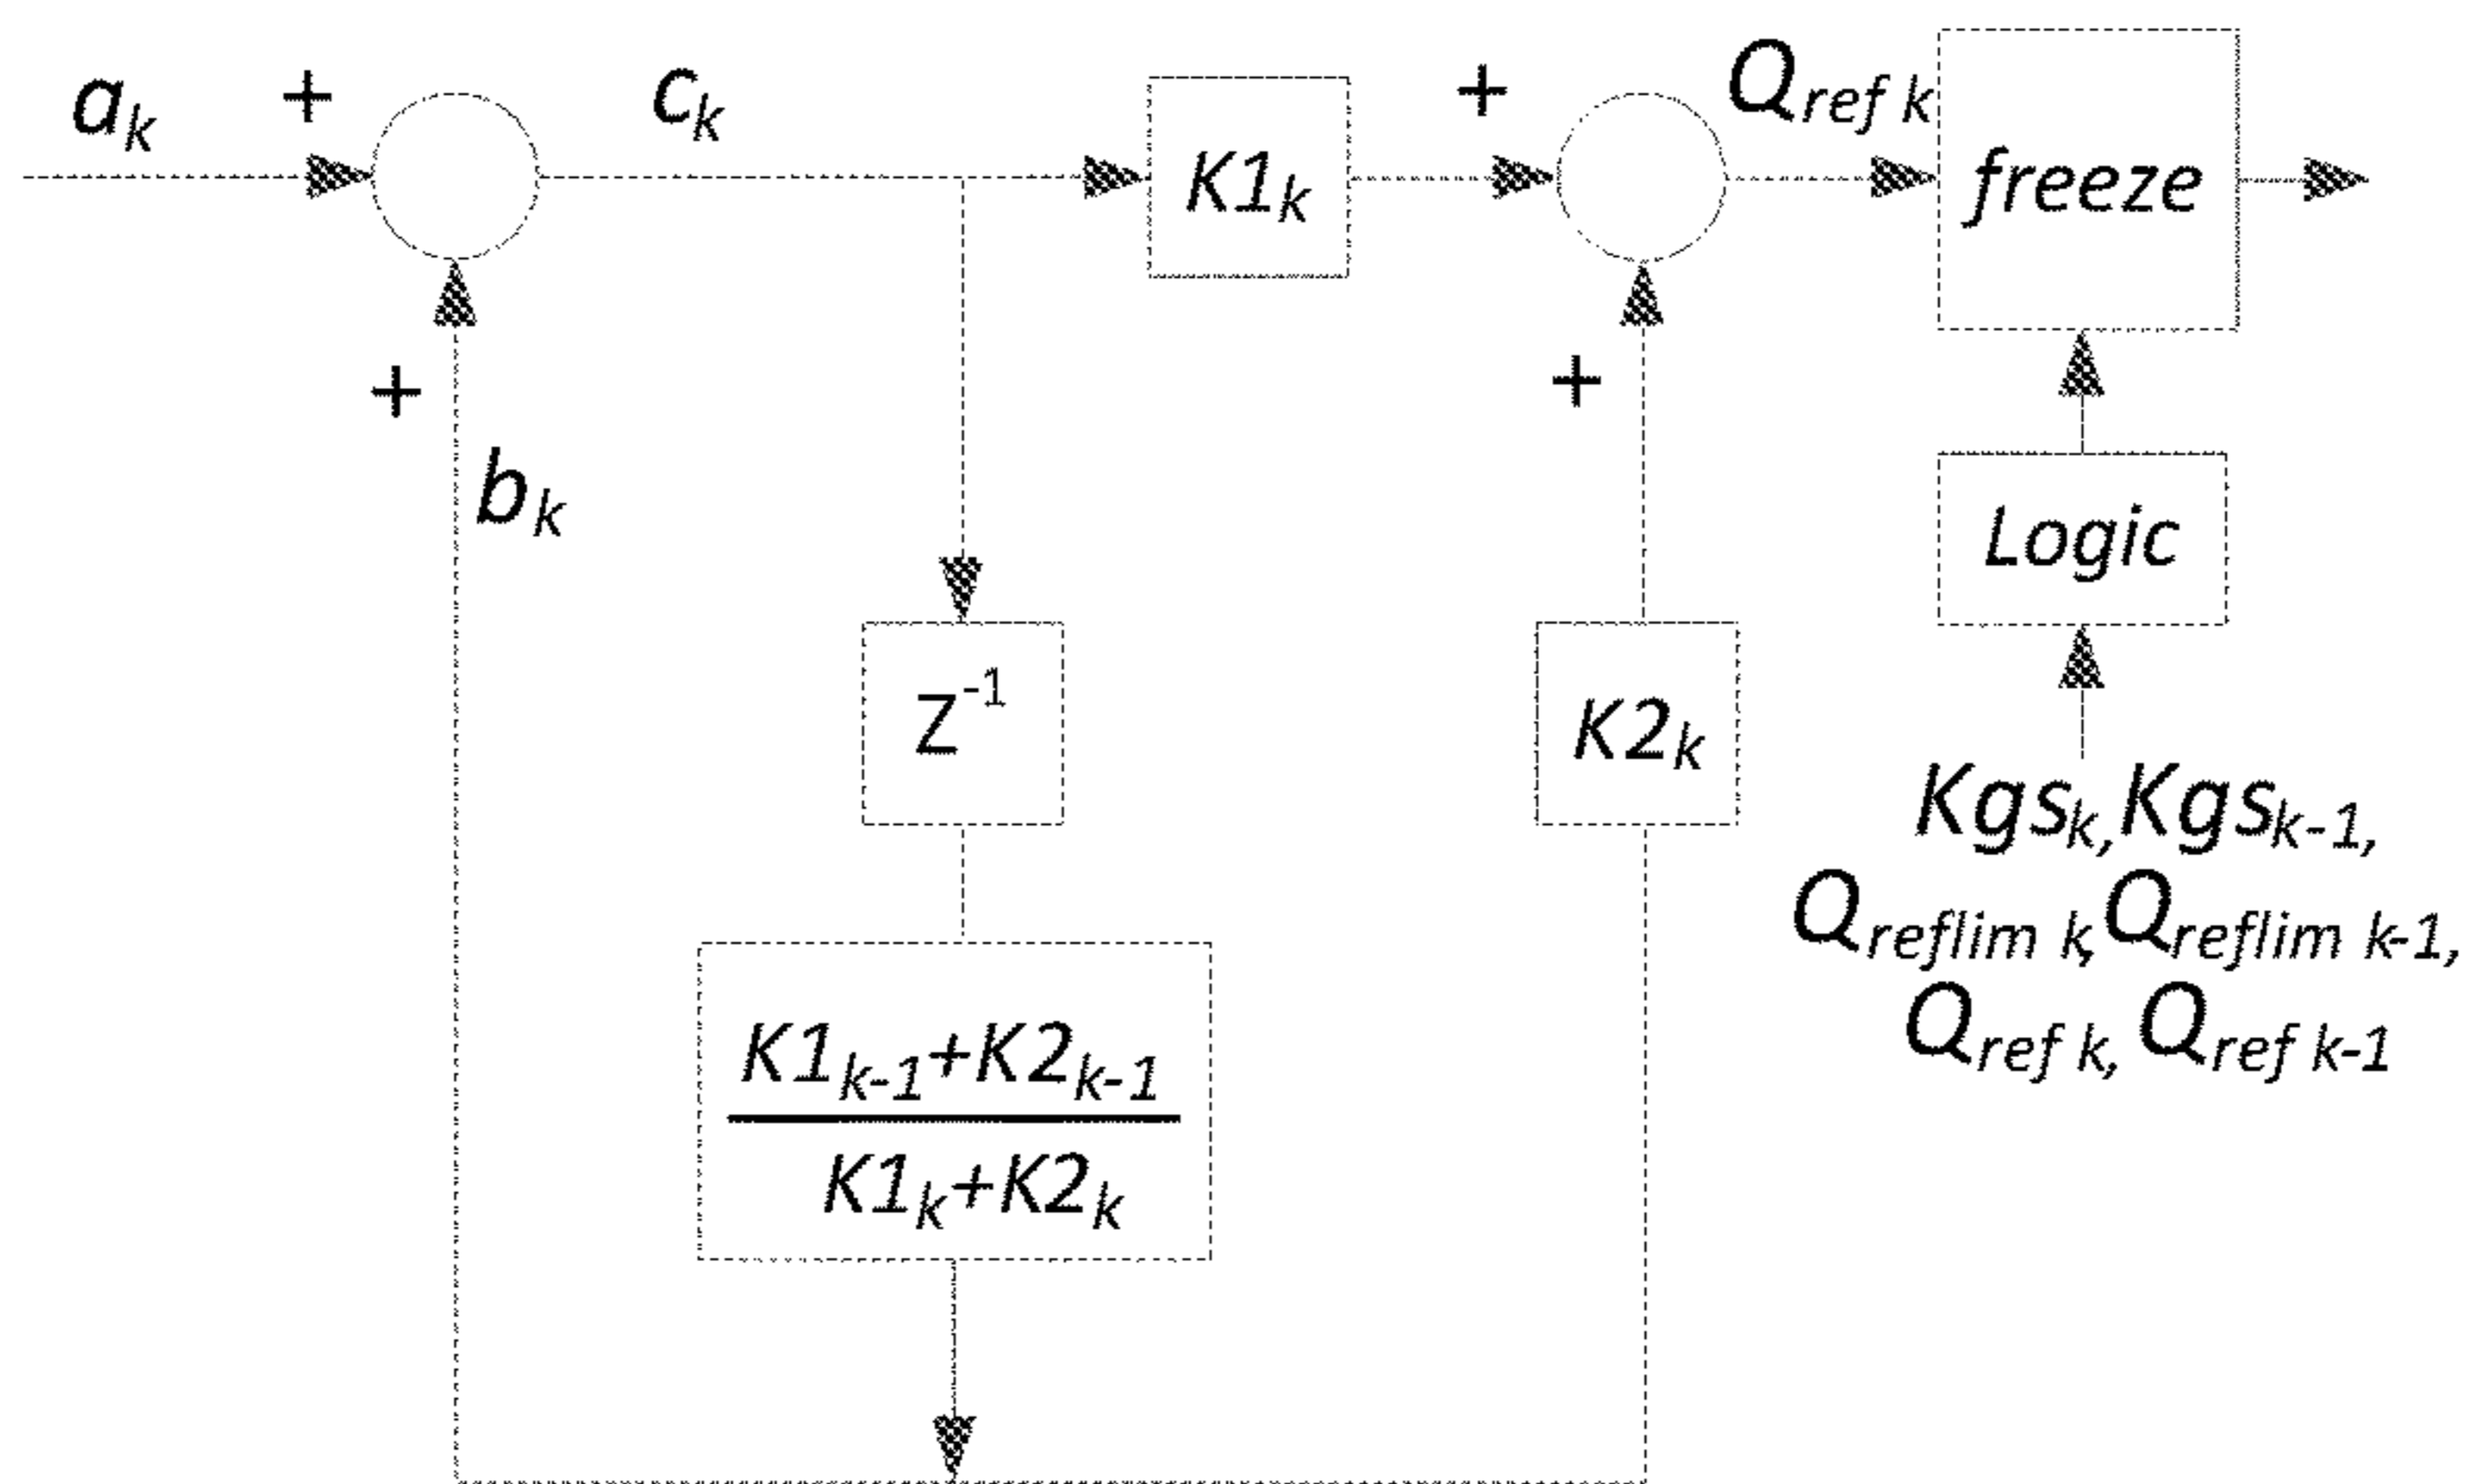 a_k
+
c_k
K1_k
+
Q_ref k
freeze
+
b_k
+
Logic
Z^-1
K2_k
Kgs_k, Kgs_k-1,
Q_reflim k, Q_reflim k-1,
Q_ref k, Q_ref k-1
K1_k-1+K2_k-1
K1_k+K2_k